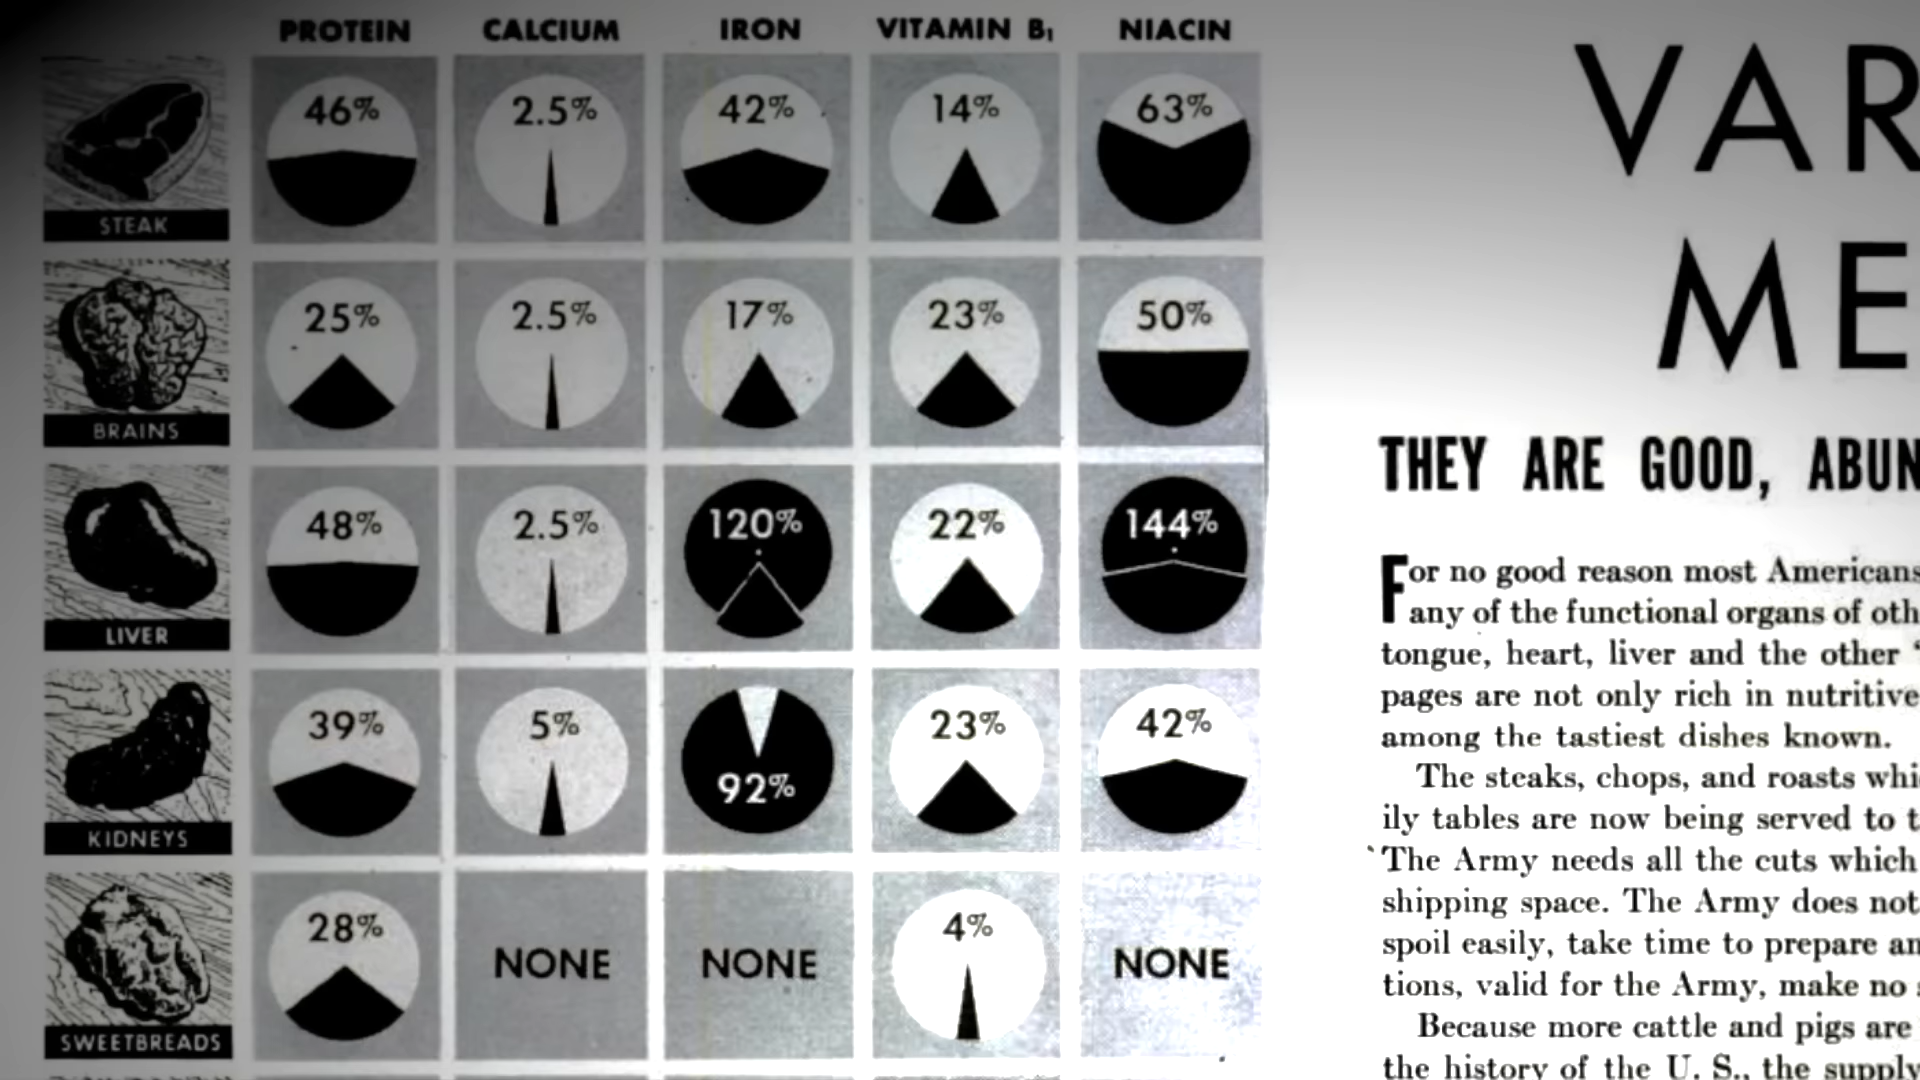 PROTEIN CALCIUM IRON VITAMIN B₁ NIACIN
STEAK 46% 2.5% 42% 14% 63%
BRAINS 25% 2.5% 17% 23% 50%
LIVER 48% 2.5% 120% 22% 144%
KIDNEYS 39% 5% 92% 23% 42%
SWEETBREADS 28% NONE NONE 4% NONE
VAR
ME
THEY ARE GOOD, ABUN
For no good reason most Americans
any of the functional organs of oth
tongue, heart, liver and the other
pages are not only rich in nutritive
among the tastiest dishes known.
The steaks, chops, and roasts whi
ily tables are now being served to t
The Army needs all the cuts which
shipping space. The Army does not
spoil easily, take time to prepare an
tions, valid for the Army, make no s
Because more cattle and pigs are
the history of the U. S., the supply